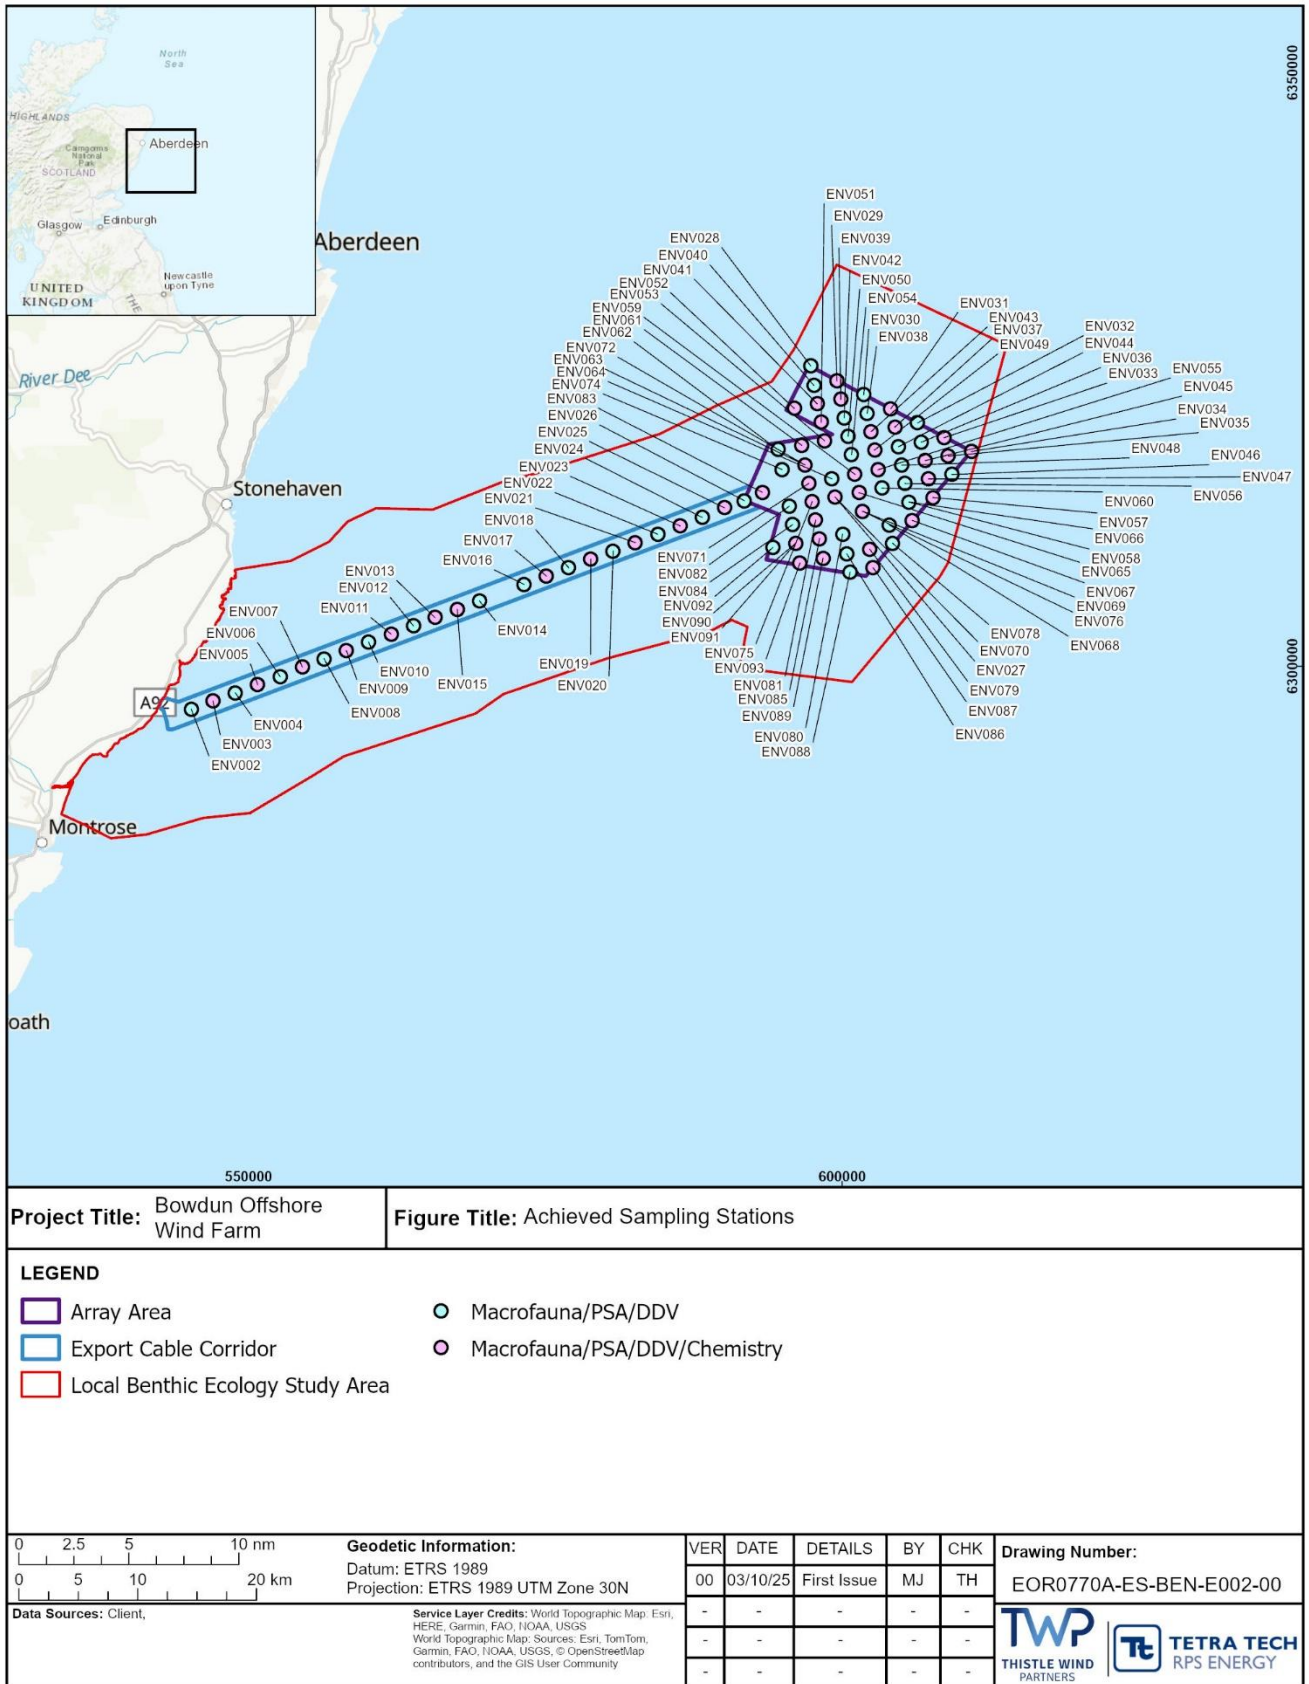 North
Sea
HIGHLANDS
Cairngorms
National
Park
SCOTLAND
Aberdeen
Glasgow
Edinburgh
UNITED
KINGDOM
Newcastle
upon Tyne
THE
6350000
Aberdeen
River Dee
Stonehaven
A92
Montrose
oath
6300000
ENV051
ENV029
ENV039
ENV042
ENV050
ENV054
ENV030
ENV038
ENV028
ENV040
ENV041
ENV052
ENV053
ENV059
ENV061
ENV062
ENV072
ENV063
ENV064
ENV074
ENV083
ENV026
ENV025
ENV024
ENV023
ENV022
ENV021
ENV018
ENV017
ENV016
ENV013
ENV012
ENV011
ENV007
ENV006
ENV005
ENV031
ENV043
ENV037
ENV049
ENV032
ENV044
ENV036
ENV033
ENV055
ENV045
ENV034
ENV035
ENV048
ENV046
ENV047
ENV056
ENV060
ENV057
ENV066
ENV058
ENV065
ENV067
ENV069
ENV076
ENV068
ENV078
ENV070
ENV027
ENV079
ENV087
ENV086
ENV071
ENV082
ENV084
ENV092
ENV090
ENV091
ENV075
ENV093
ENV081
ENV085
ENV089
ENV080
ENV088
ENV014
ENV019
ENV020
ENV015
ENV010
ENV009
ENV008
ENV004
ENV003
ENV002
550000
600000
Project Title: Bowdun Offshore
Wind Farm
Figure Title: Achieved Sampling Stations
LEGEND
Array Area
Export Cable Corridor
Local Benthic Ecology Study Area
Macrofauna/PSA/DDV
Macrofauna/PSA/DDV/Chemistry
0 2.5 5 10 nm
0 5 10 20 km
Geodetic Information:
Datum: ETRS 1989
Projection: ETRS 1989 UTM Zone 30N
Data Sources: Client,
Service Layer Credits: World Topographic Map: Esri,
HERE, Garmin, FAO, NOAA, USGS
World Topographic Map: Sources: Esri, TomTom,
Garmin, FAO, NOAA, USGS, © OpenStreetMap
contributors, and the GIS User Community
VER DATE DETAILS BY CHK
00 03/10/25 First Issue MJ TH
- - - - -
- - - - -
- - - - -
Drawing Number:
EOR0770A-ES-BEN-E002-00
TWP
THISTLE WIND
PARTNERS
Tt
TETRA TECH
RPS ENERGY